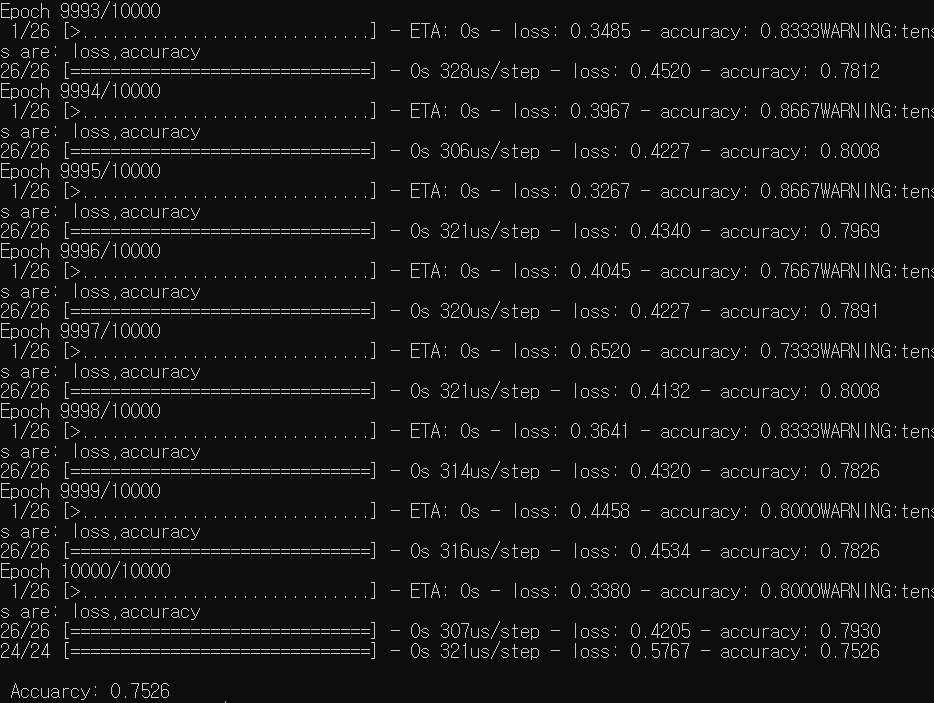 Epoch 9993/10000
1/26 [>.............................] - ETA: 0s - loss: 0.3485 - accuracy: 0.8333WARNING:tens
s are: loss,accuracy
26/26 [==============================] - 0s 328us/step - loss: 0.4520 - accuracy: 0.7812
Epoch 9994/10000
1/26 [>.............................] - ETA: 0s - loss: 0.3967 - accuracy: 0.8667WARNING:tens
s are: loss,accuracy
26/26 [==============================] - 0s 306us/step - loss: 0.4227 - accuracy: 0.8008
Epoch 9995/10000
1/26 [>.............................] - ETA: 0s - loss: 0.3267 - accuracy: 0.8667WARNING:tens
s are: loss,accuracy
26/26 [==============================] - 0s 321us/step - loss: 0.4340 - accuracy: 0.7969
Epoch 9996/10000
1/26 [>.............................] - ETA: 0s - loss: 0.4045 - accuracy: 0.7667WARNING:tens
s are: loss,accuracy
26/26 [==============================] - 0s 320us/step - loss: 0.4227 - accuracy: 0.7891
Epoch 9997/10000
1/26 [>.............................] - ETA: 0s - loss: 0.6520 - accuracy: 0.7333WARNING:tens
s are: loss,accuracy
26/26 [==============================] - 0s 321us/step - loss: 0.4132 - accuracy: 0.8008
Epoch 9998/10000
1/26 [>.............................] - ETA: 0s - loss: 0.3641 - accuracy: 0.8333WARNING:tens
s are: loss,accuracy
26/26 [==============================] - 0s 314us/step - loss: 0.4320 - accuracy: 0.7826
Epoch 9999/10000
1/26 [>.............................] - ETA: 0s - loss: 0.4458 - accuracy: 0.8000WARNING:tens
s are: loss,accuracy
26/26 [==============================] - 0s 316us/step - loss: 0.4534 - accuracy: 0.7826
Epoch 10000/10000
1/26 [>.............................] - ETA: 0s - loss: 0.3380 - accuracy: 0.8000WARNING:tens
s are: loss,accuracy
26/26 [==============================] - 0s 307us/step - loss: 0.4205 - accuracy: 0.7930
24/24 [==============================] - 0s 321us/step - loss: 0.5767 - accuracy: 0.7526
Accuarcy: 0.7526